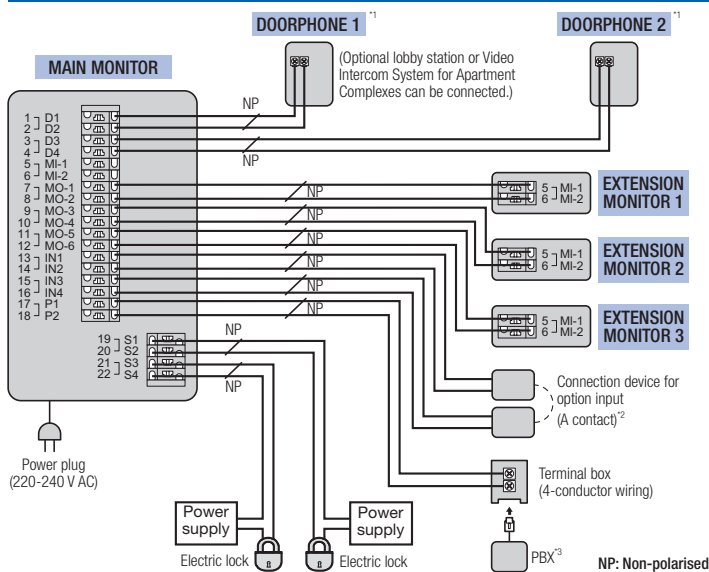 DOORPHONE 1 *1
DOORPHONE 2 *1
MAIN MONITOR
(Optional lobby station or Video
Intercom System for Apartment
Complexes can be connected.)
NP
1 D1
2 D2
3 D3
4 D4
5 MI-1
6 MI-2
7 MO-1
8 MO-2
9 MO-3
10 MO-4
11 MO-5
12 MO-6
13 IN1
14 IN2
15 IN3
16 IN4
17 P1
18 P2
NP
NP
NP
NP
NP
NP
NP
NP
5 MI-1
6 MI-2
EXTENSION
MONITOR 1
5 MI-1
6 MI-2
EXTENSION
MONITOR 2
5 MI-1
6 MI-2
EXTENSION
MONITOR 3
19 S1
20 S2
21 S3
22 S4
NP
NP
Connection device for
option input
(A contact)*2
Power plug
(220-240 V AC)
Terminal box
(4-conductor wiring)
Power
supply
Power
supply
Electric lock
Electric lock
PBX*3
NP: Non-polarised